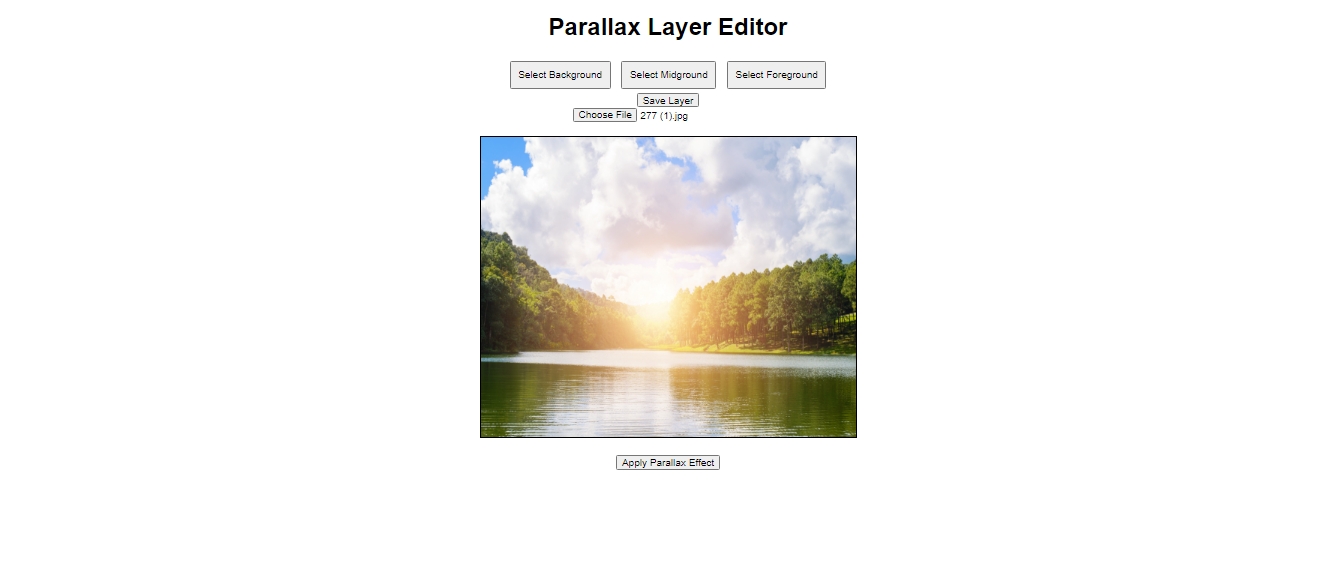 Parallax Layer Editor
Select Background Select Midground Select Foreground
Save Layer
Choose File 277 (1).jpg
Apply Parallax Effect